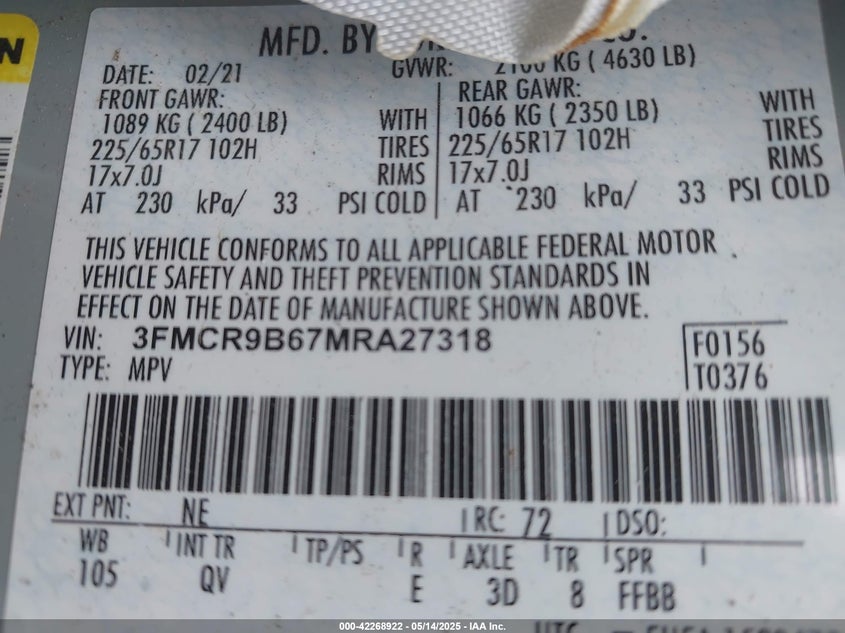 N
MFD. BY CO.
DATE: 02/21 GVWR: 2100 KG ( 4630 LB)
FRONT GAWR: REAR GAWR:
1089 KG ( 2400 LB) WITH 1066 KG ( 2350 LB) WITH
225/65R17 102H TIRES 225/65R17 102H TIRES
17x7.0J RIMS 17x7.0J RIMS
AT 230 kPa/ 33 PSI COLD AT 230 kPa/ 33 PSI COLD
THIS VEHICLE CONFORMS TO ALL APPLICABLE FEDERAL MOTOR
VEHICLE SAFETY AND THEFT PREVENTION STANDARDS IN
EFFECT ON THE DATE OF MANUFACTURE SHOWN ABOVE.
VIN: 3FMCR9B67MRA27318 F0156
TYPE: MPV T0376
EXT PNT: NE RC: 72 DSO:
WB INT TR TP/PS R AXLE TR SPR
105 QV E 3D 8 FFBB
000-42268922 - 05/14/2025 - IAA Inc.